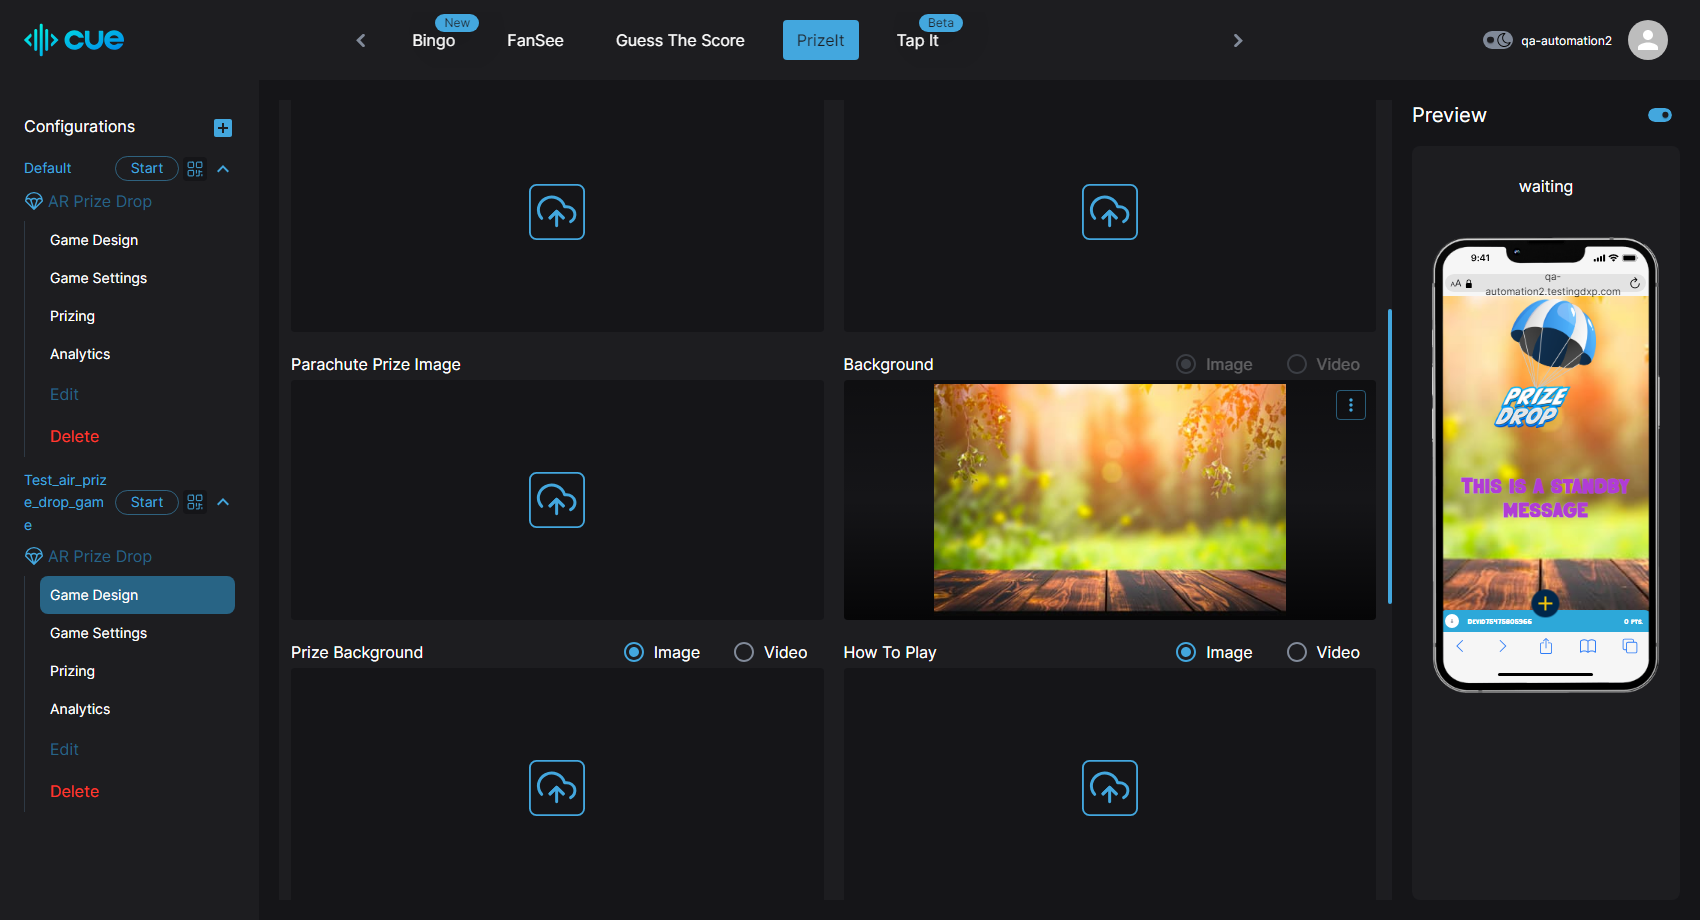 cue
Bingo
New
FanSee
Guess The Score
PrizeIt
Tap It
Beta
qa-automation2
Configurations
Default
Start
AR Prize Drop
Game Design
Game Settings
Prizing
Analytics
Edit
Delete
Test_air_priz
e_drop_gam
e
Start
AR Prize Drop
Game Design
Game Settings
Prizing
Analytics
Edit
Delete
Parachute Prize Image
Background
Image
Video
Prize Background
Image
Video
How To Play
Image
Video
Preview
waiting
9:41
AA
qa-
automation2.testingdxp.com
PRIZE
DROP
THIS IS A STANDBY
MESSAGE
0 PTS.